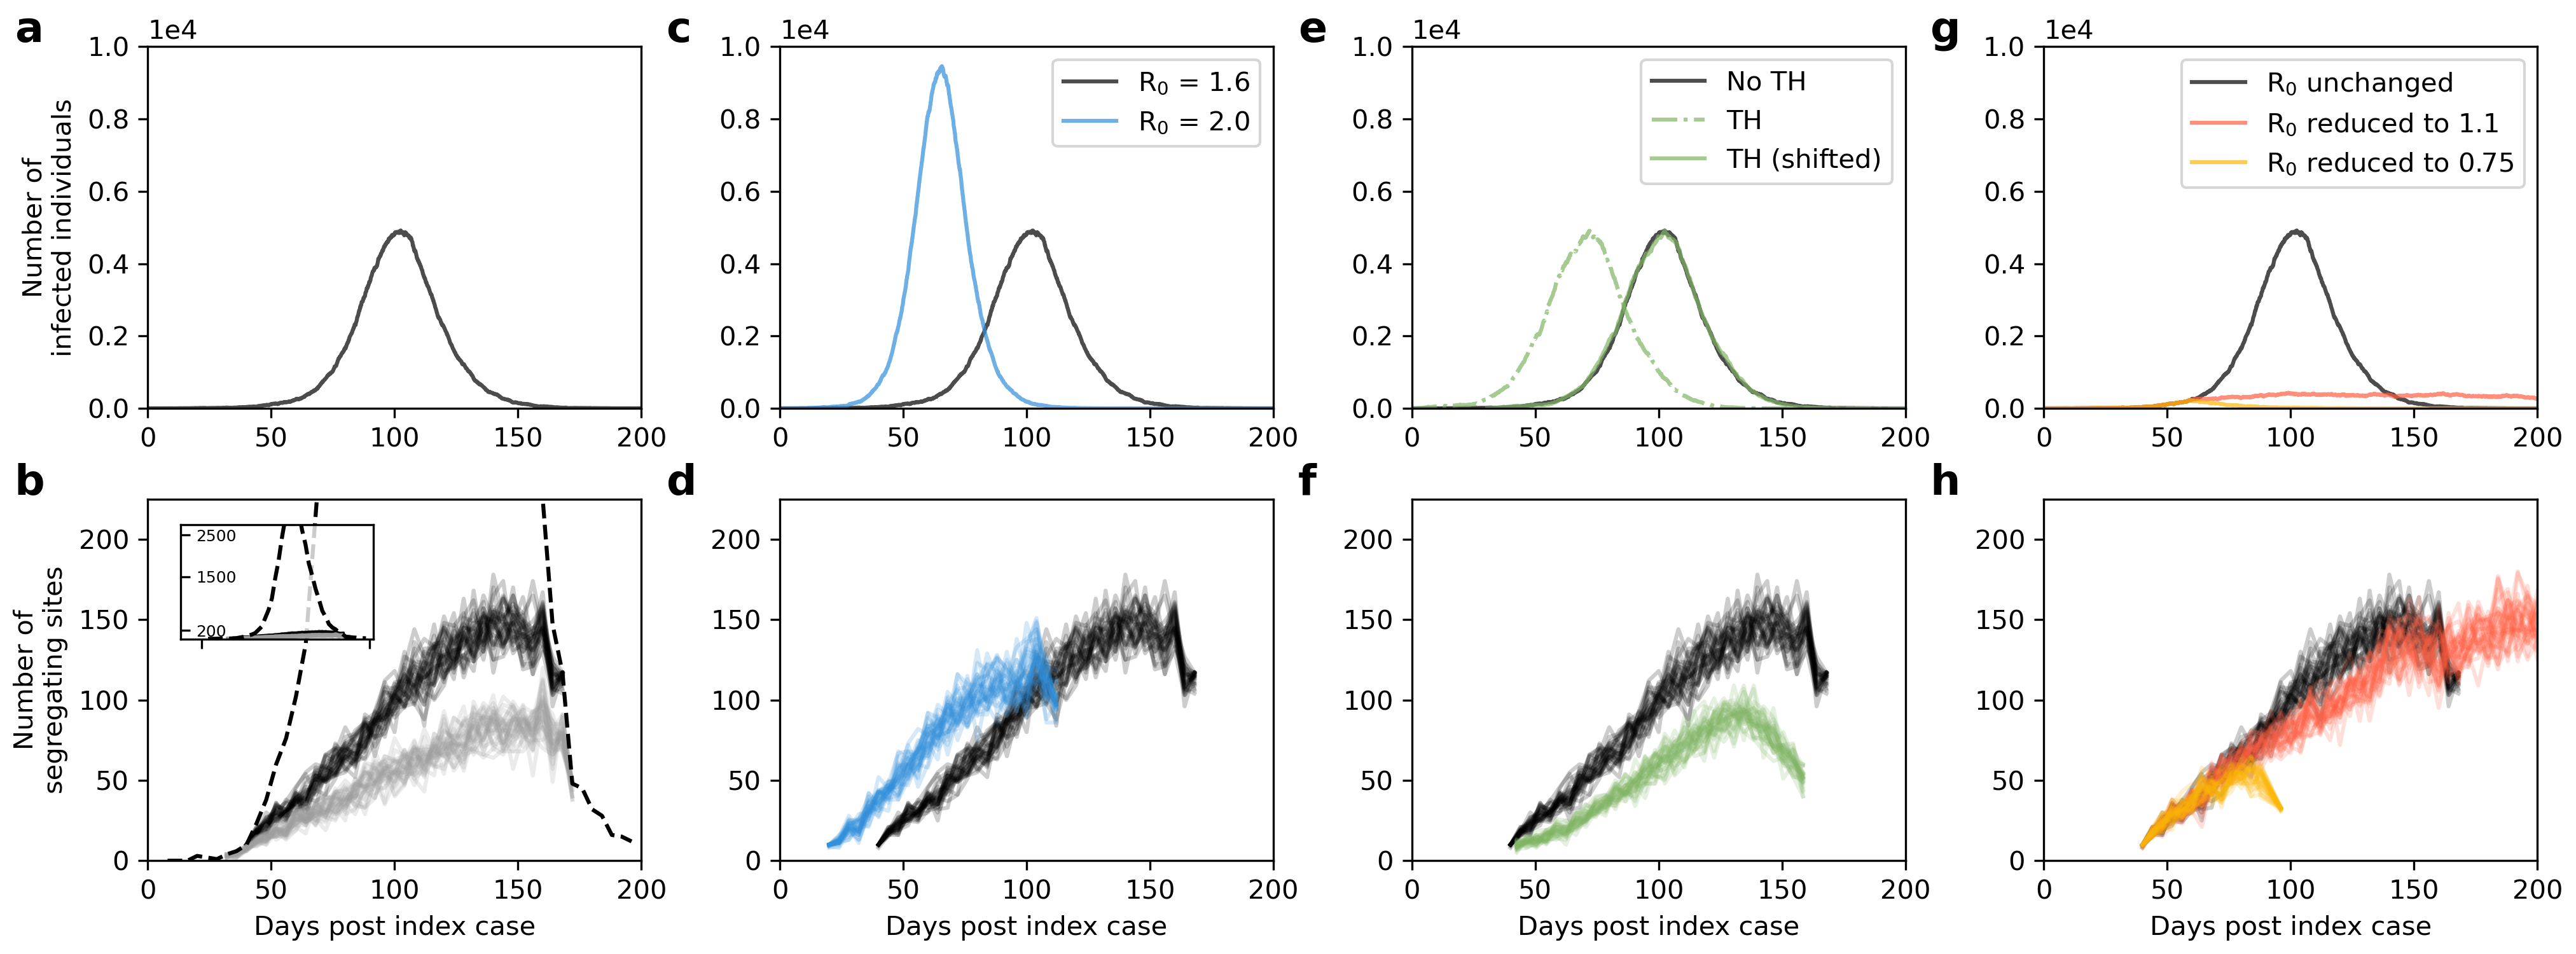 a
1e4
1.0
0.8
0.6
0.4
0.2
0.0
0 50 100 150 200
Number of
infected individuals
c
1e4
1.0
0.8
0.6
0.4
0.2
0.0
0 50 100 150 200
R₀ = 1.6
R₀ = 2.0
e
1e4
1.0
0.8
0.6
0.4
0.2
0.0
0 50 100 150 200
No TH
TH
TH (shifted)
g
1e4
1.0
0.8
0.6
0.4
0.2
0.0
0 50 100 150 200
R₀ unchanged
R₀ reduced to 1.1
R₀ reduced to 0.75
b
200
150
100
50
0
0 50 100 150 200
2500
1500
200
Number of
segregating sites
Days post index case
d
200
150
100
50
0
0 50 100 150 200
Days post index case
f
200
150
100
50
0
0 50 100 150 200
Days post index case
h
200
150
100
50
0
0 50 100 150 200
Days post index case